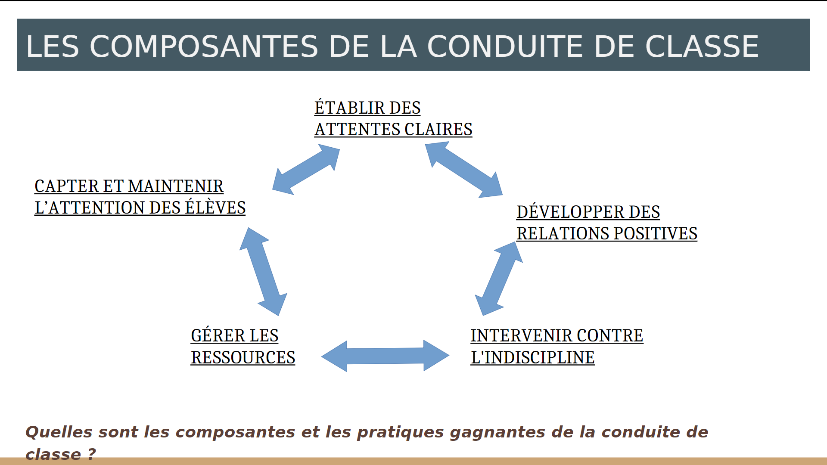 LES COMPOSANTES DE LA CONDUITE DE CLASSE
ÉTABLIR DES
ATTENTES CLAIRES
CAPTER ET MAINTENIR
L’ATTENTION DES ÉLÈVES
DÉVELOPPER DES
RELATIONS POSITIVES
GÉRER LES
RESSOURCES
INTERVENIR CONTRE
L'INDISCIPLINE
Quelles sont les composantes et les pratiques gagnantes de la conduite de
classe ?